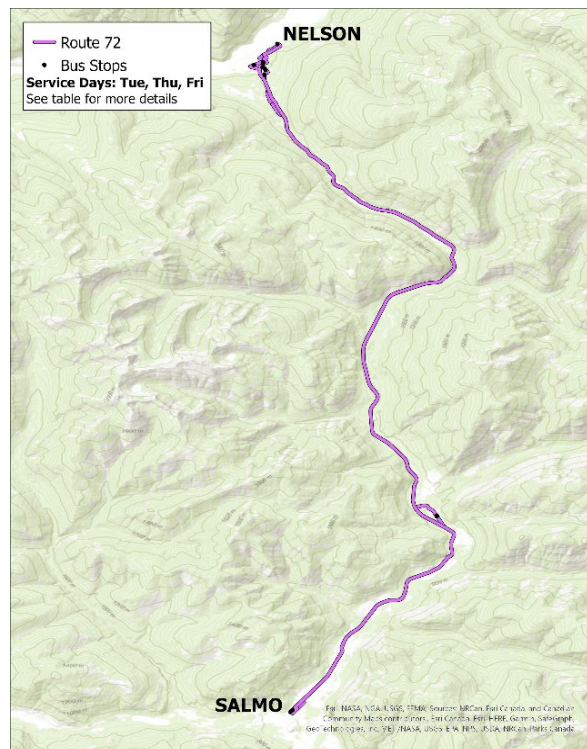 NELSON
Route 72
Bus Stops
Service Days: Tue, Thu, Fri
See table for more details
SALMO
Esri, NASA, NGA, USGS, FEMA; Sources: NRCan, Esri Canada, and Canadian
Community Maps contributors.; Esri Canada, Esri, HERE, Garmin, SafeGraph,
GeoTechnologies, Inc, METI/NASA, USGS, EPA, NPS, USDA, NRCan, Parks Canada